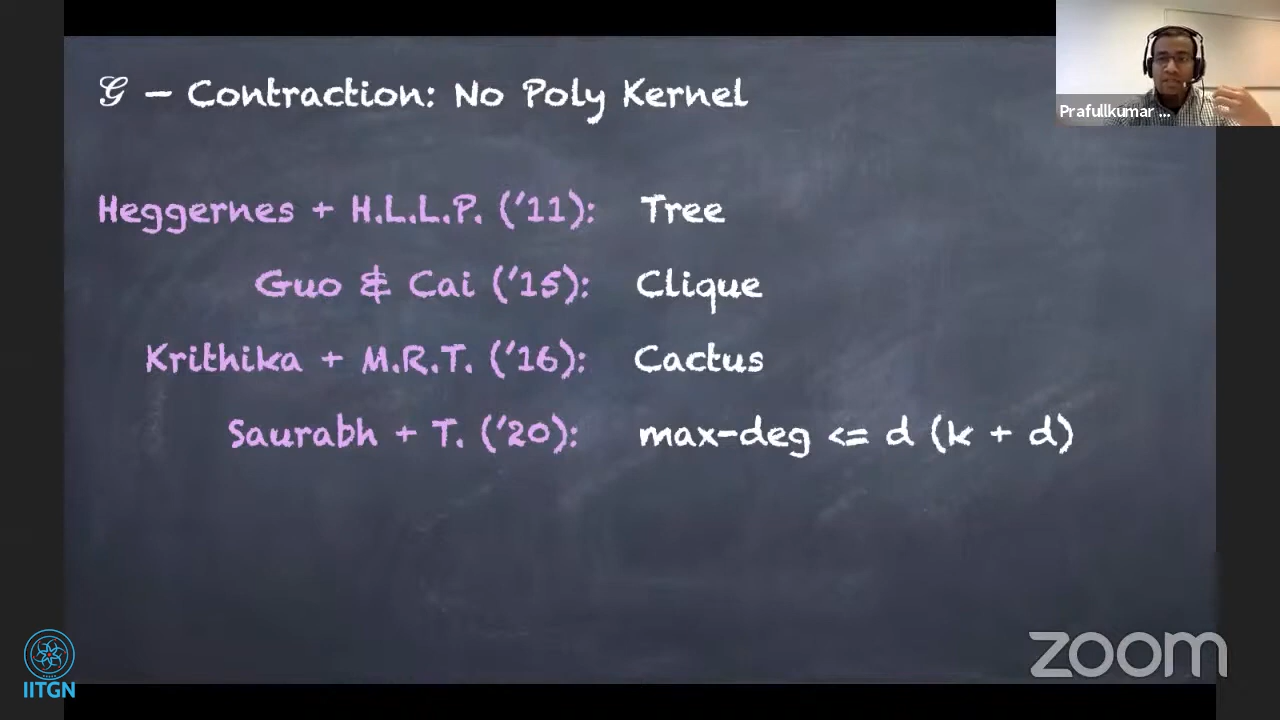 𝒢 – Contraction: No Poly Kernel
Prafullkumar ...
Heggernes + H.L.L.P. ('11): Tree
Guo & Cai ('15): Clique
Krithika + M.R.T. ('16): Cactus
Saurabh + T. ('20): max-deg <= d (k + d)
zoom
IITGN